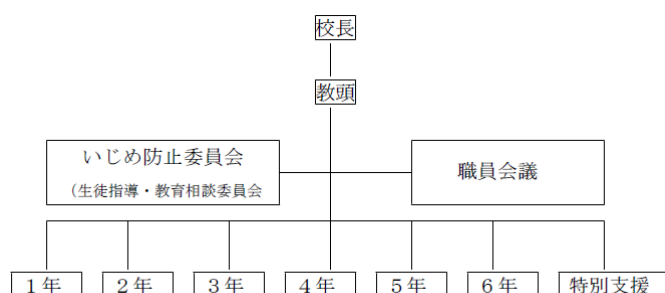 校長
教頭
いじめ防止委員会
（生徒指導・教育相談委員会
職員会議
１年
２年
３年
４年
５年
６年
特別支援